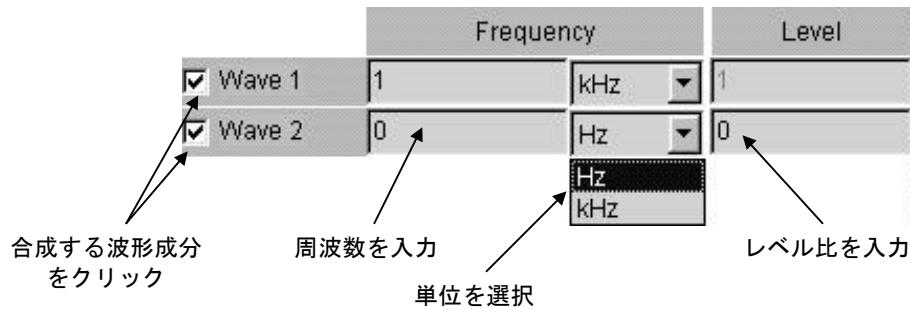 Frequency Level
Wave 1 1 kHz 1
Wave 2 0 Hz 0
Hz
kHz
合成する波形成分
をクリック
周波数を入力
単位を選択
レベル比を入力